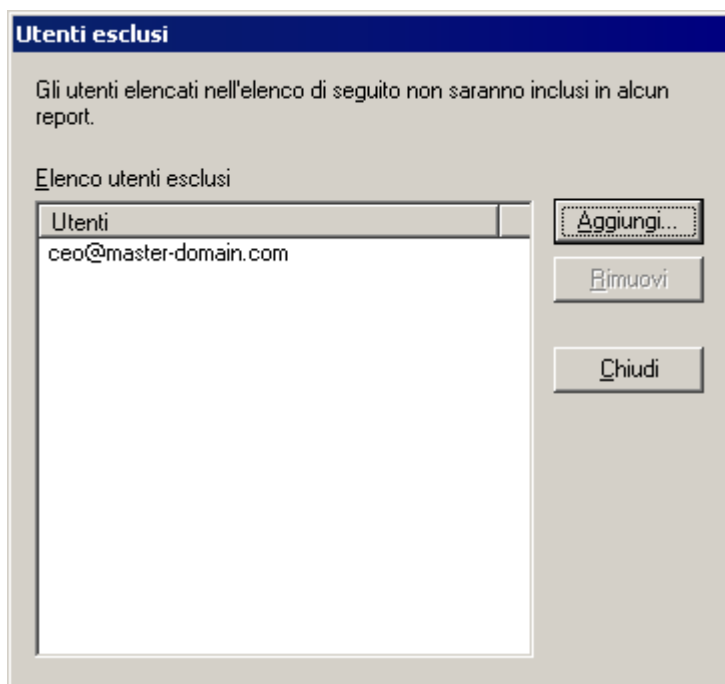 Utenti esclusi
Gli utenti elencati nell'elenco di seguito non saranno inclusi in alcun
report.
Elenco utenti esclusi
Utenti
Aggiungi...
ceo@master-domain.com
Rimuovi
Chiudi